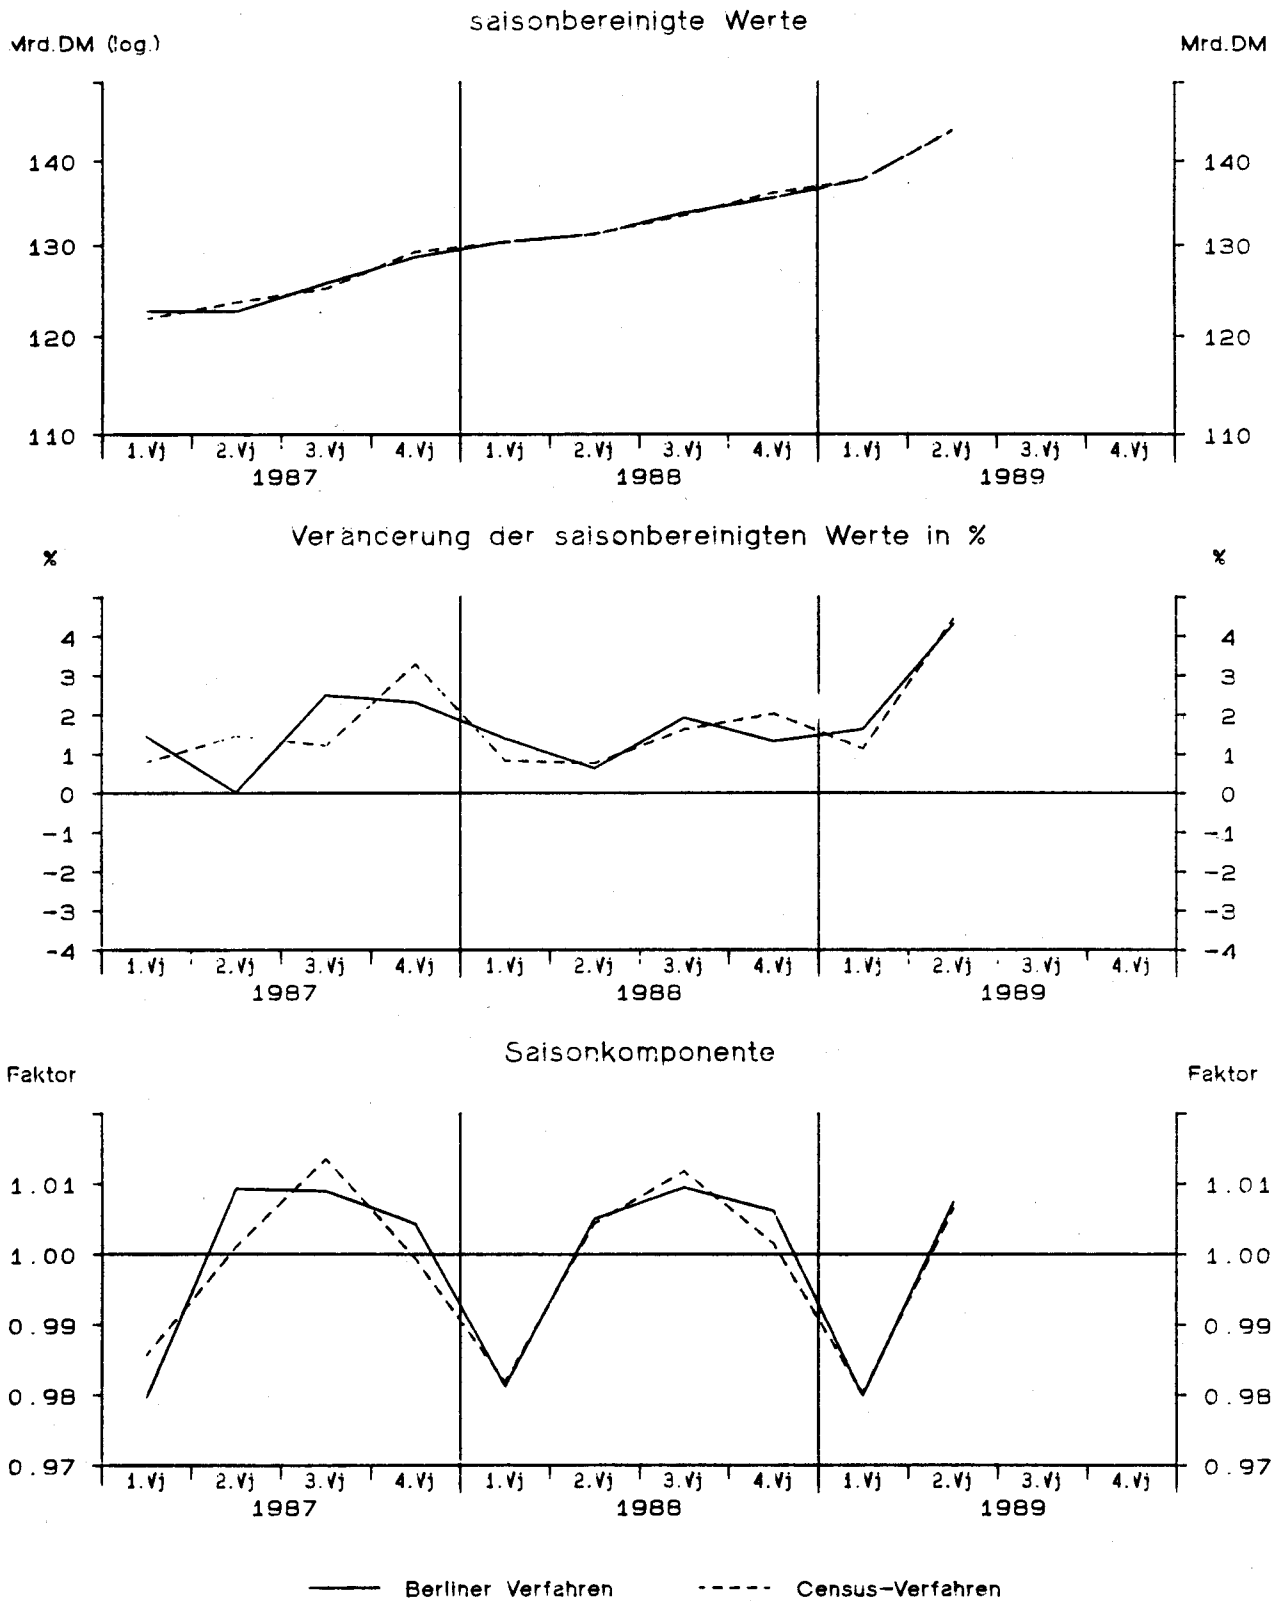 saisonbereinigte Werte
Mrd.DM (log.) Mrd.DM
140 140
130 130
120 120
110 110
1.Vj 2.Vj 3.Vj 4.Vj 1.Vj 2.Vj 3.Vj 4.Vj 1.Vj 2.Vj 3.Vj 4.Vj
1987 1988 1989
Veränderung der saisonbereinigten Werte in %
% %
4 4
3 3
2 2
1 1
0 0
-1 -1
-2 -2
-3 -3
-4 -4
1.Vj 2.Vj 3.Vj 4.Vj 1.Vj 2.Vj 3.Vj 4.Vj 1.Vj 2.Vj 3.Vj 4.Vj
1987 1988 1989
Saisonkomponente
Faktor Faktor
1.01 1.01
1.00 1.00
0.99 0.99
0.98 0.98
0.97 0.97
1.Vj 2.Vj 3.Vj 4.Vj 1.Vj 2.Vj 3.Vj 4.Vj 1.Vj 2.Vj 3.Vj 4.Vj
1987 1988 1989
Berliner Verfahren Census-Verfahren